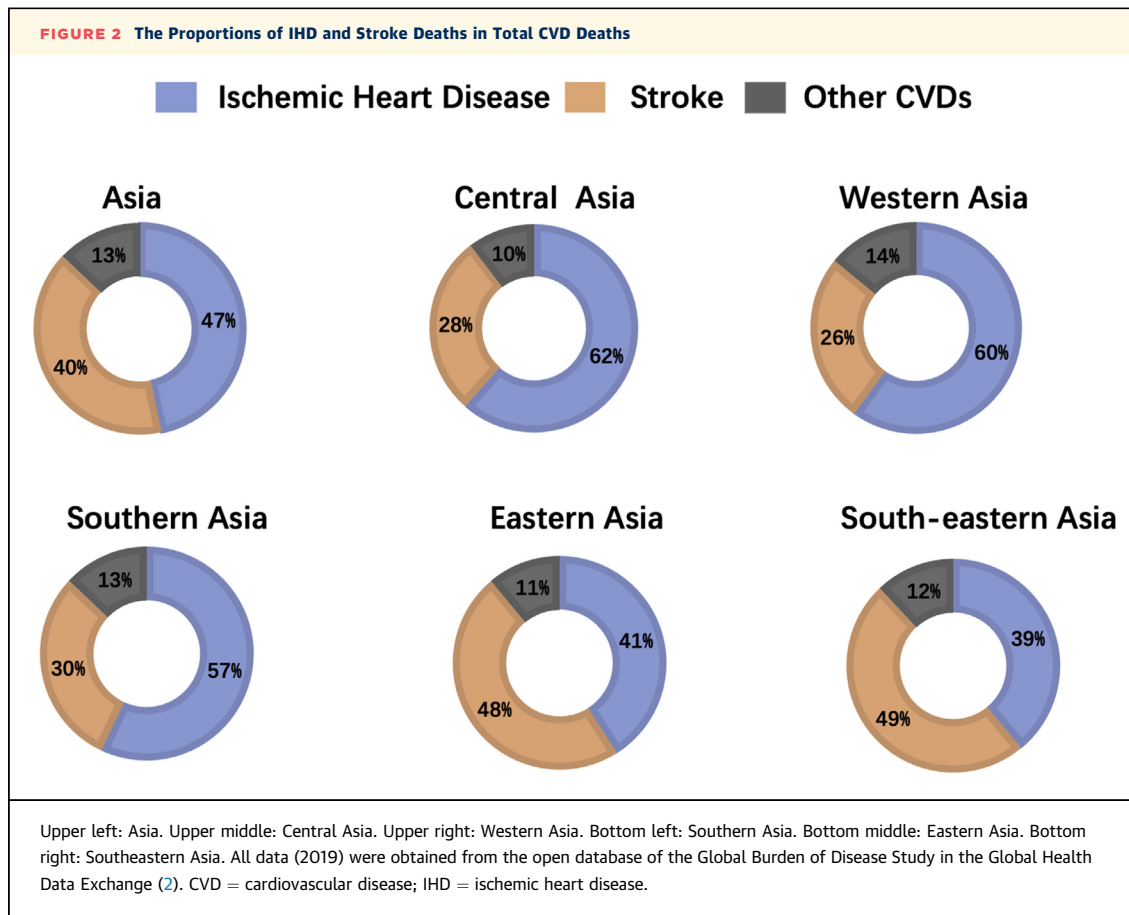 FIGURE 2 The Proportions of IHD and Stroke Deaths in Total CVD Deaths
Ischemic Heart Disease Stroke Other CVDs
Asia
13%
47%
40%
Central Asia
10%
28%
62%
Western Asia
14%
26%
60%
Southern Asia
13%
30%
57%
Eastern Asia
11%
41%
48%
South-eastern Asia
12%
39%
49%
Upper left: Asia. Upper middle: Central Asia. Upper right: Western Asia. Bottom left: Southern Asia. Bottom middle: Eastern Asia. Bottom
right: Southeastern Asia. All data (2019) were obtained from the open database of the Global Burden of Disease Study in the Global Health
Data Exchange (2). CVD = cardiovascular disease; IHD = ischemic heart disease.